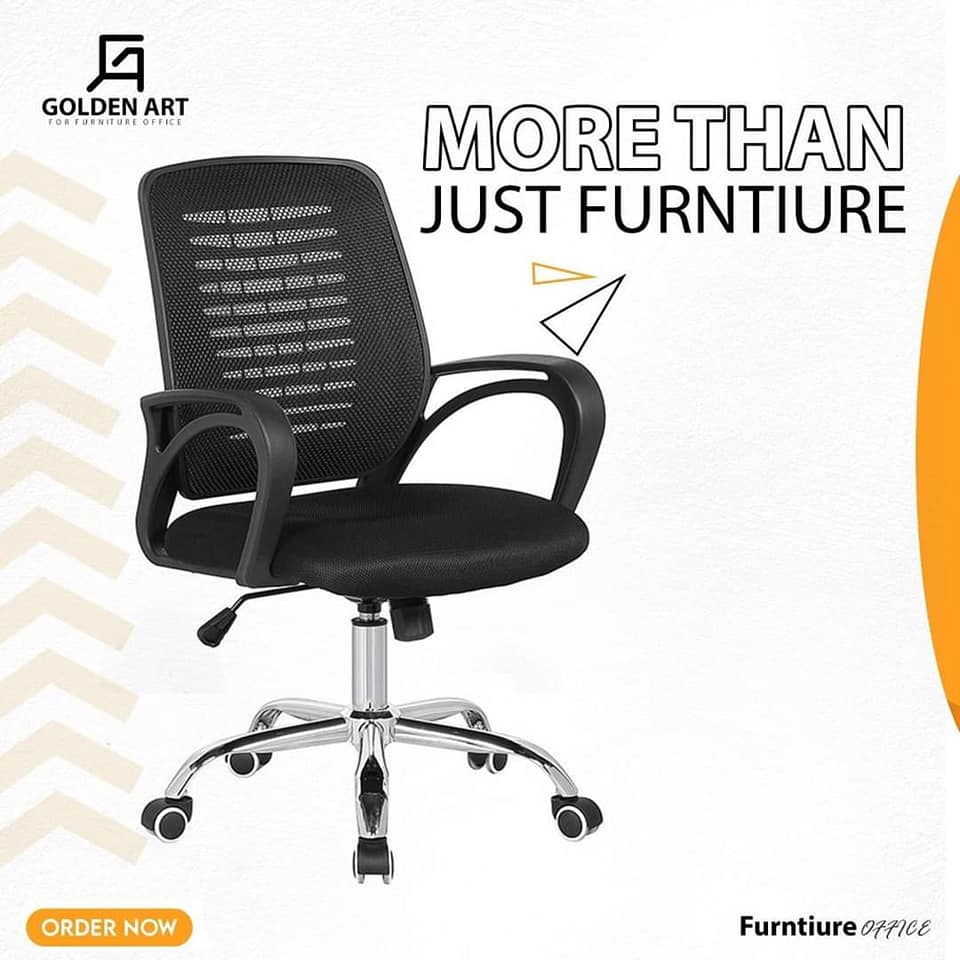 GOLDEN ART
FOR FURNITURE OFFICE
MORE THAN
JUST FURNTIURE
ORDER NOW
Furntiure OFFICE